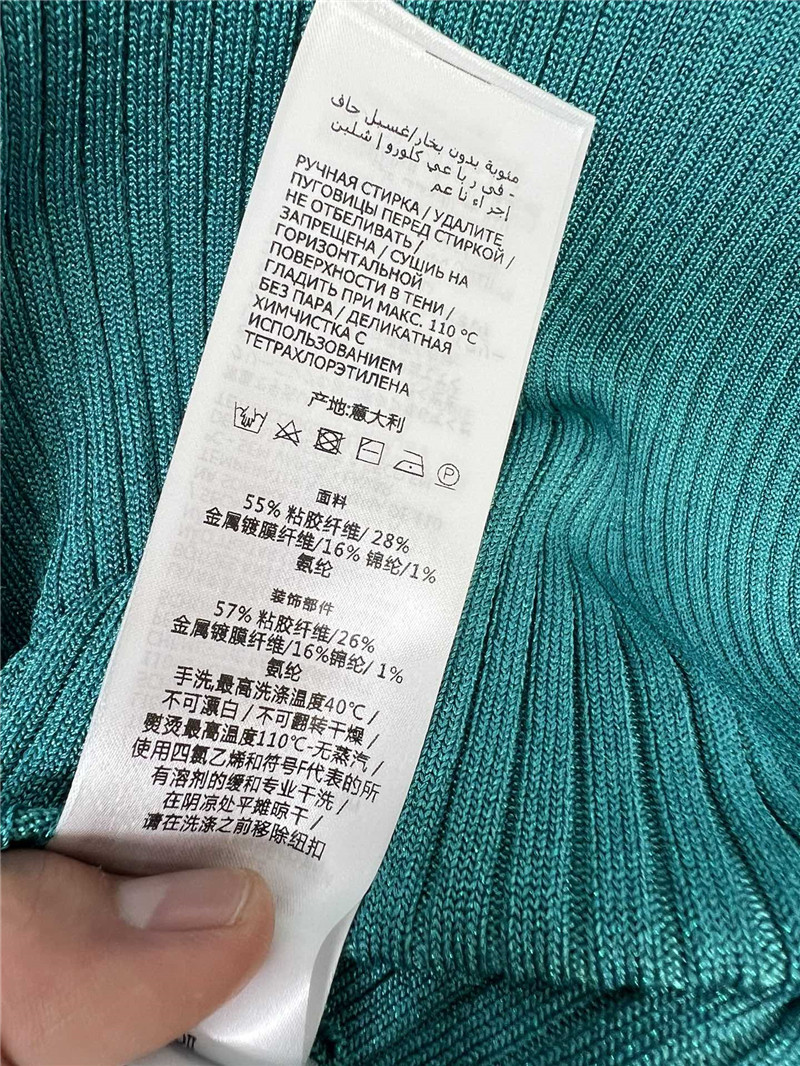 مئوية بدون بخار/غسيل جاف
- في رباعي كلورو إ شلين
إجراء ناعم
РУЧНАЯ СТИРКА / УДАЛИТЕ
ПУГОВИЦЫ ПЕРЕД СТИРКОЙ /
НЕ ОТБЕЛИВАТЬ /
ЗАПРЕЩЕНА / СУЩИЬ НА
ГОРИЗОНТАЛЬНОЙ
ПОВЕРХНОСТИ В ТЕНИ /
ГЛАДИТЬ ПРИ МАКС. 110 °C
БЕЗ ПАРА / ДЕЛИКАТНАЯ
ХИМЧИСТКА С
ИСПОЛЬЗОВАНИЕМ
ТЕТРАХЛОРЭТИЛЕНА
产地:意大利
P
面料
55% 粘胶纤维/ 28%
金属镀膜纤维/16% 锦纶/1%
氨纶
装饰部件
57% 粘胶纤维/26%
金属镀膜纤维/16%锦纶/ 1%
氨纶
手洗,最高洗涤温度40℃ /
不可漂白 / 不可翻转干燥 /
熨烫最高温度110℃-无蒸汽 /
使用四氯乙烯和符号F代表的所
有溶剂的缓和专业干洗 /
在阴凉处平摊晾干 /
请在洗涤之前移除纽扣